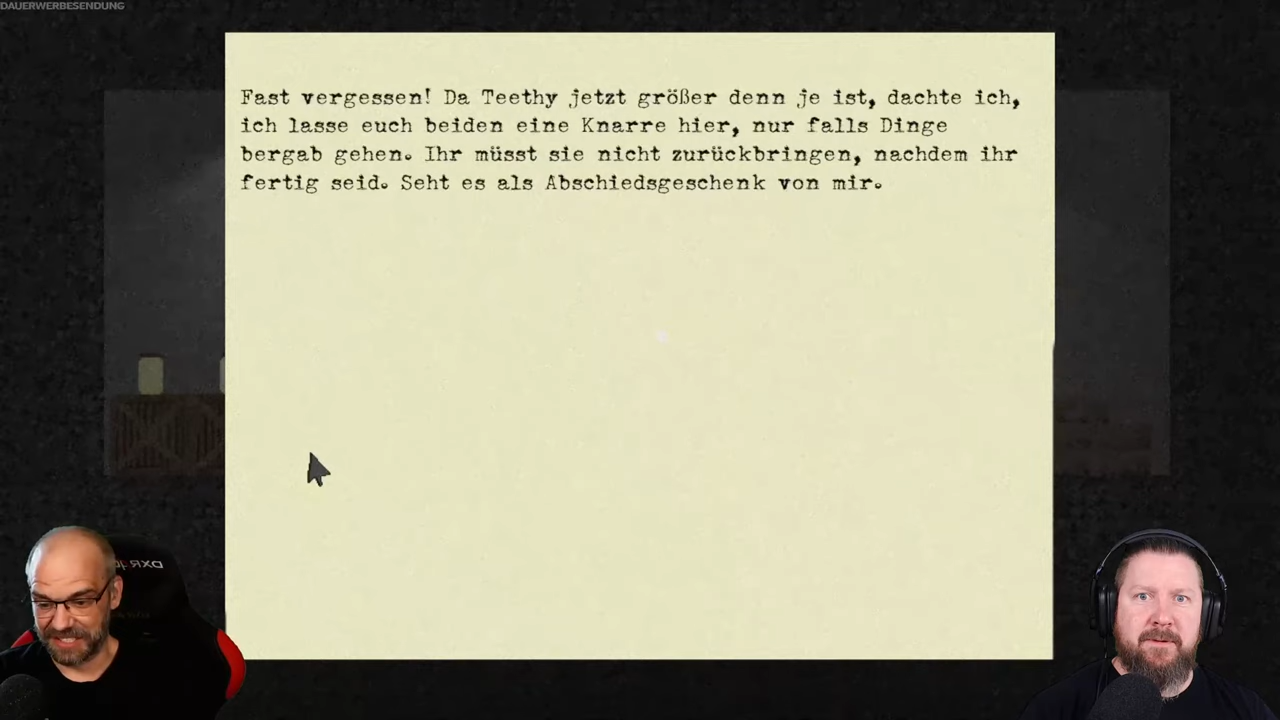 DAUERWERBESENDUNG
Fast vergessen! Da Teethy jetzt größer denn je ist, dachte ich,
ich lasse euch beiden eine Knarre hier, nur falls Dinge
bergab gehen. Ihr müsst sie nicht zurückbringen, nachdem ihr
fertig seid. Seht es als Abschiedsgeschenk von mir.